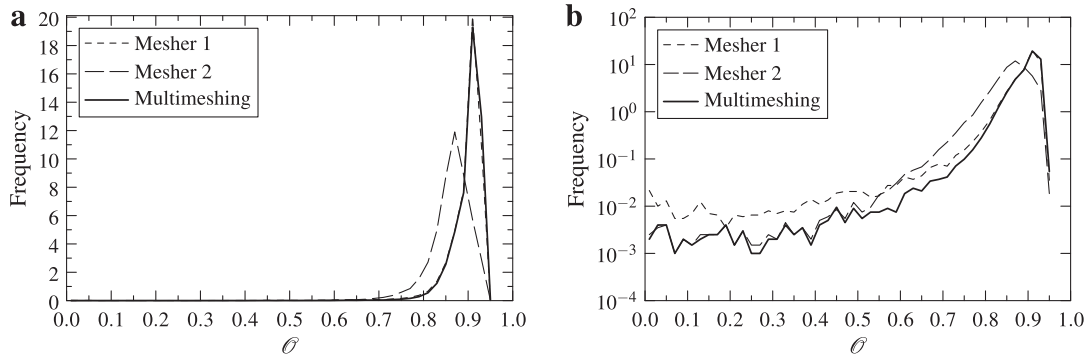 a
Frequency
20
18
16
14
12
10
8
6
4
2
0
Mesher 1
Mesher 2
Multimeshing
0.0 0.1 0.2 0.3 0.4 0.5 0.6 0.7 0.8 0.9 1.0
𝒪
b
Frequency
10²
10¹
10⁰
10⁻¹
10⁻²
10⁻³
10⁻⁴
Mesher 1
Mesher 2
Multimeshing
0.0 0.1 0.2 0.3 0.4 0.5 0.6 0.7 0.8 0.9 1.0
𝒪